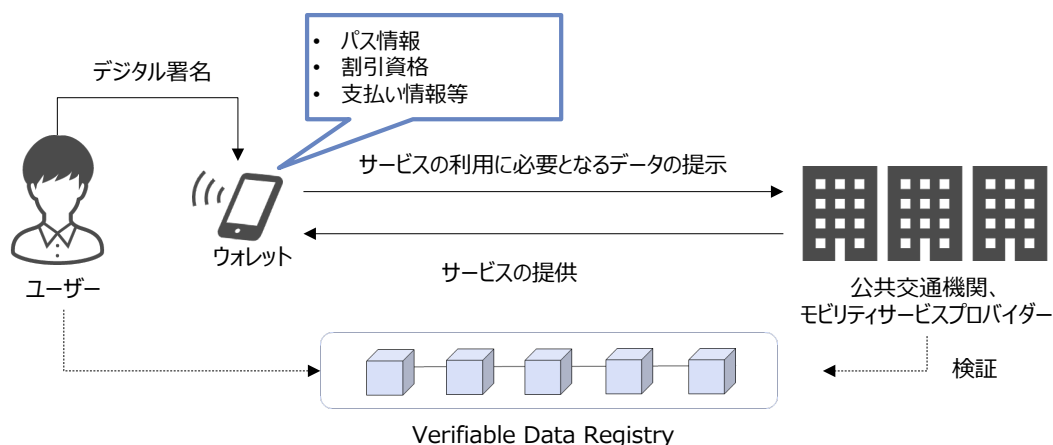 • パス情報
• 割引資格
• 支払い情報等
デジタル署名
サービスの利用に必要となるデータの提示
ウォレット
サービスの提供
ユーザー
公共交通機関、
モビリティサービスプロバイダー
検証
Verifiable Data Registry